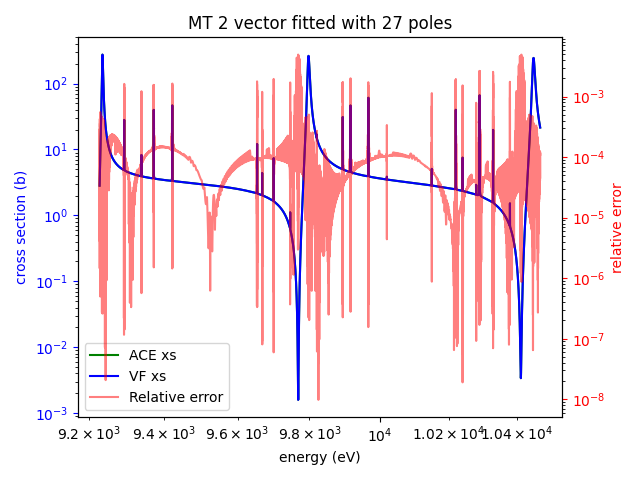 MT 2 vector fitted with 27 poles
10² 10¹ 10⁰ 10⁻¹ 10⁻² 10⁻³
cross section (b)
10⁻³ 10⁻⁴ 10⁻⁵ 10⁻⁶ 10⁻⁷ 10⁻⁸
relative error
ACE xs
VF xs
Relative error
9.2 × 10³ 9.4 × 10³ 9.6 × 10³ 9.8 × 10³ 10⁴ 1.02 × 10⁴ 1.04 × 10⁴
energy (eV)